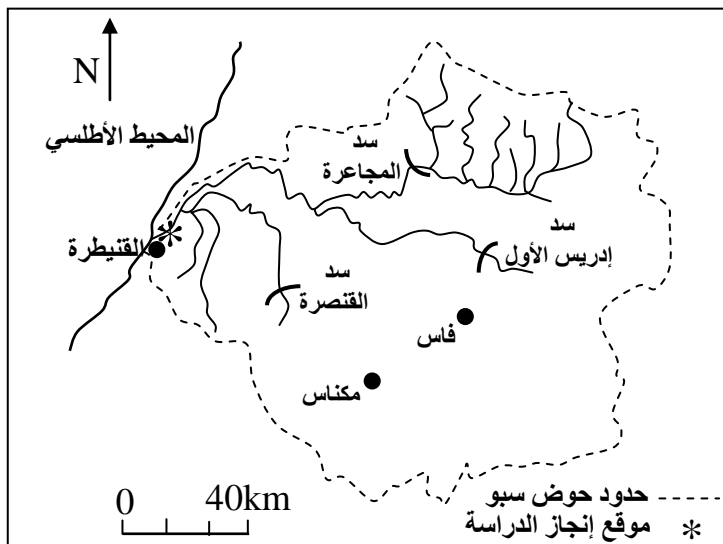 N
المحيط الأطلسي
سد
المجاعرة
سد
إدريس الأول
القنيطرة
سد
القنصرة
فاس
مكناس
0 40km
حدود حوض سبو
موقع إنجاز الدراسة